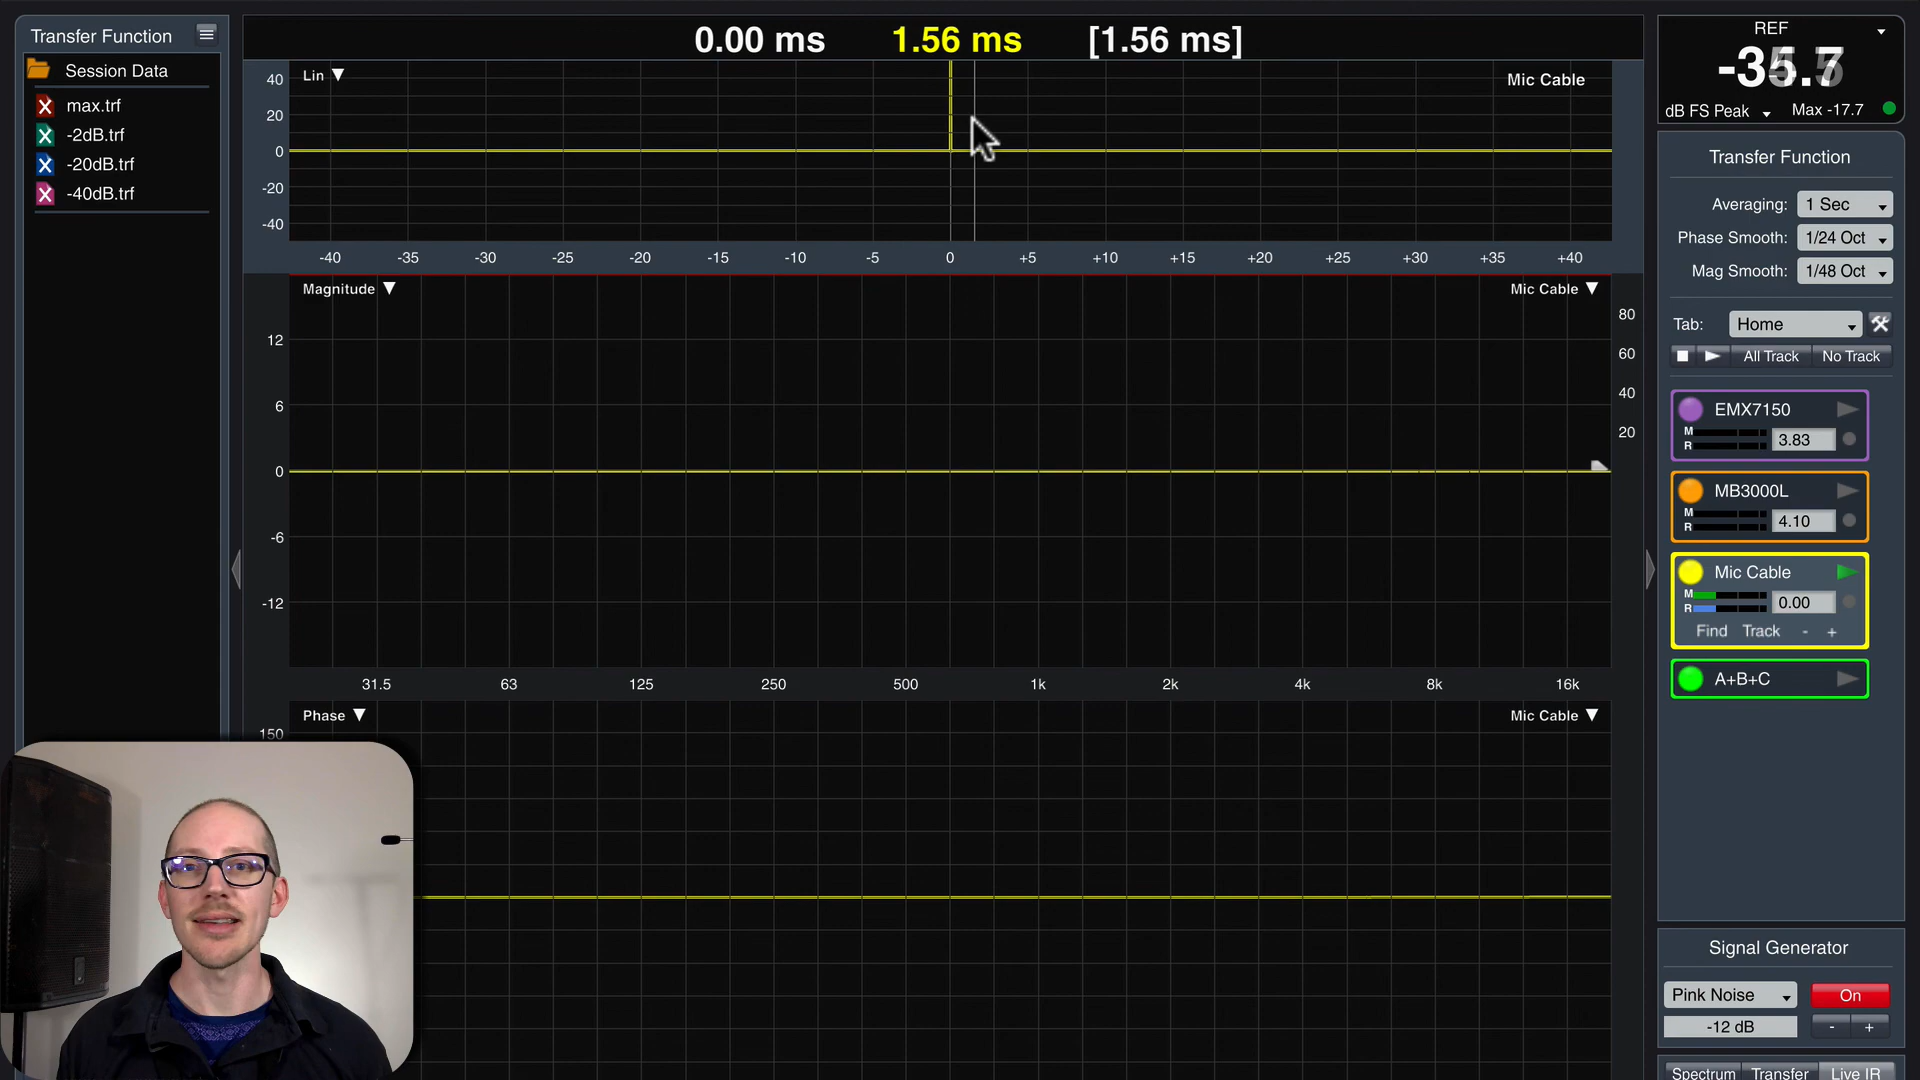 Transfer Function
Session Data
max.trf
-2dB.trf
-20dB.trf
-40dB.trf
0.00 ms 1.56 ms [1.56 ms]
Lin
Mic Cable
40
20
0
-20
-40
-40 -35 -30 -25 -20 -15 -10 -5 0 +5 +10 +15 +20 +25 +30 +35 +40
Magnitude
Mic Cable
12
6
0
-6
-12
80
60
40
20
31.5 63 125 250 500 1k 2k 4k 8k 16k
Phase
Mic Cable
150
REF
dB FS Peak Max -17.7
Transfer Function
Averaging: 1 Sec
Phase Smooth: 1/24 Oct
Mag Smooth: 1/48 Oct
Tab: Home
All Track No Track
EMX7150
M
R
3.83
MB3000L
M
R
4.10
Mic Cable
M
R
0.00
Find Track - +
A+B+C
Signal Generator
Pink Noise On
-12 dB - +
Spectrum Transfer Live IR